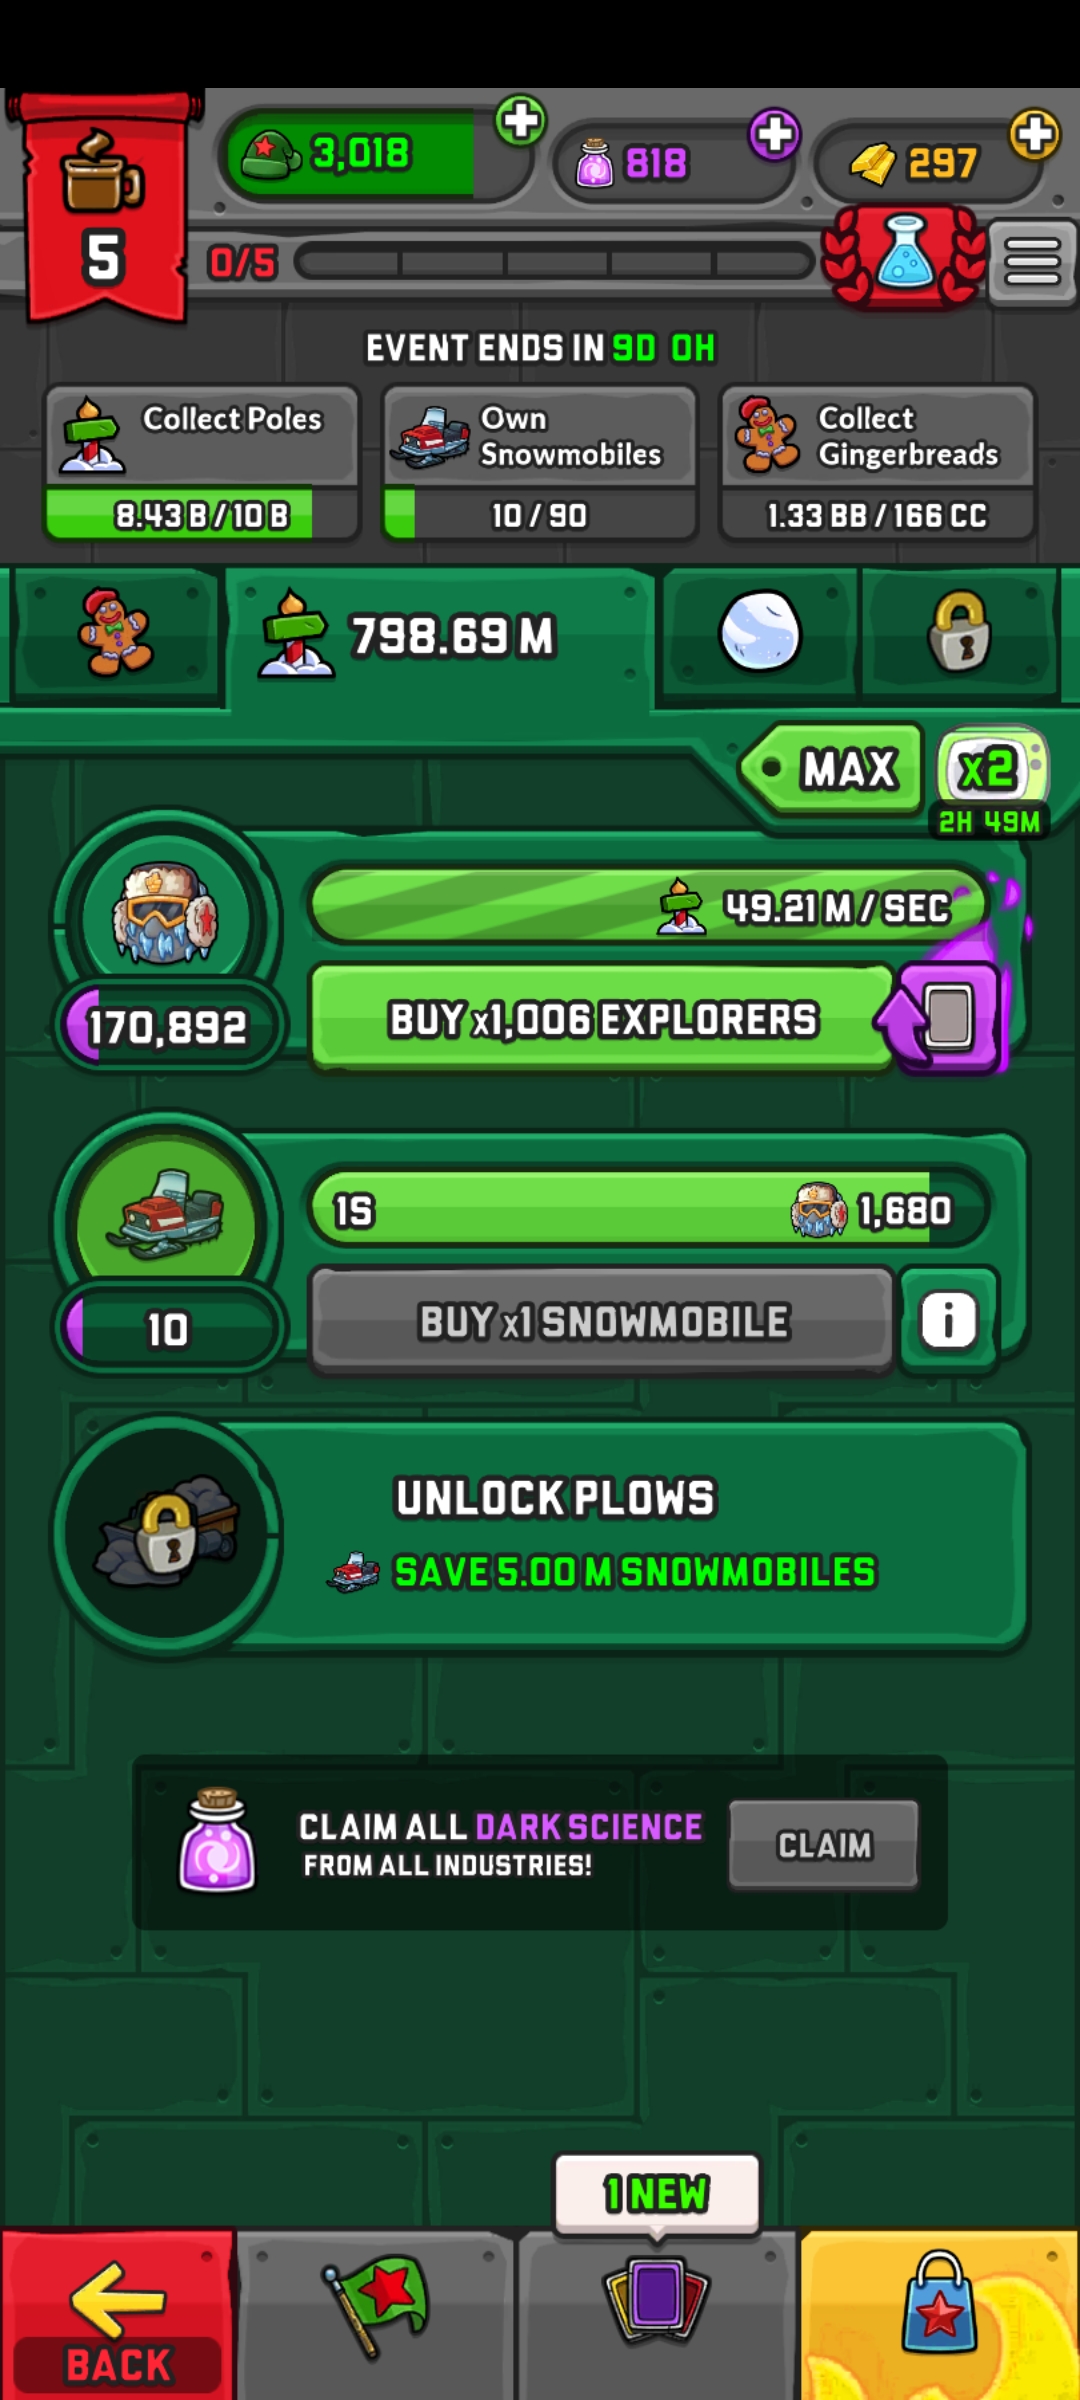 3,018
818
297
5
0/5
EVENT ENDS IN 9D 0H
Collect Poles
8.43 B / 10 B
Own
Snowmobiles
10 / 90
Collect
Gingerbreads
1.33 BB / 166 CC
798.69 M
MAX
x2
2H 49M
49.21 M / SEC
BUY x1,006 EXPLORERS
170,892
1S
1,680
BUY x1 SNOWMOBILE
i
10
UNLOCK PLOWS
SAVE 5.00 M SNOWMOBILES
CLAIM ALL DARK SCIENCE
FROM ALL INDUSTRIES!
CLAIM
1 NEW
BACK